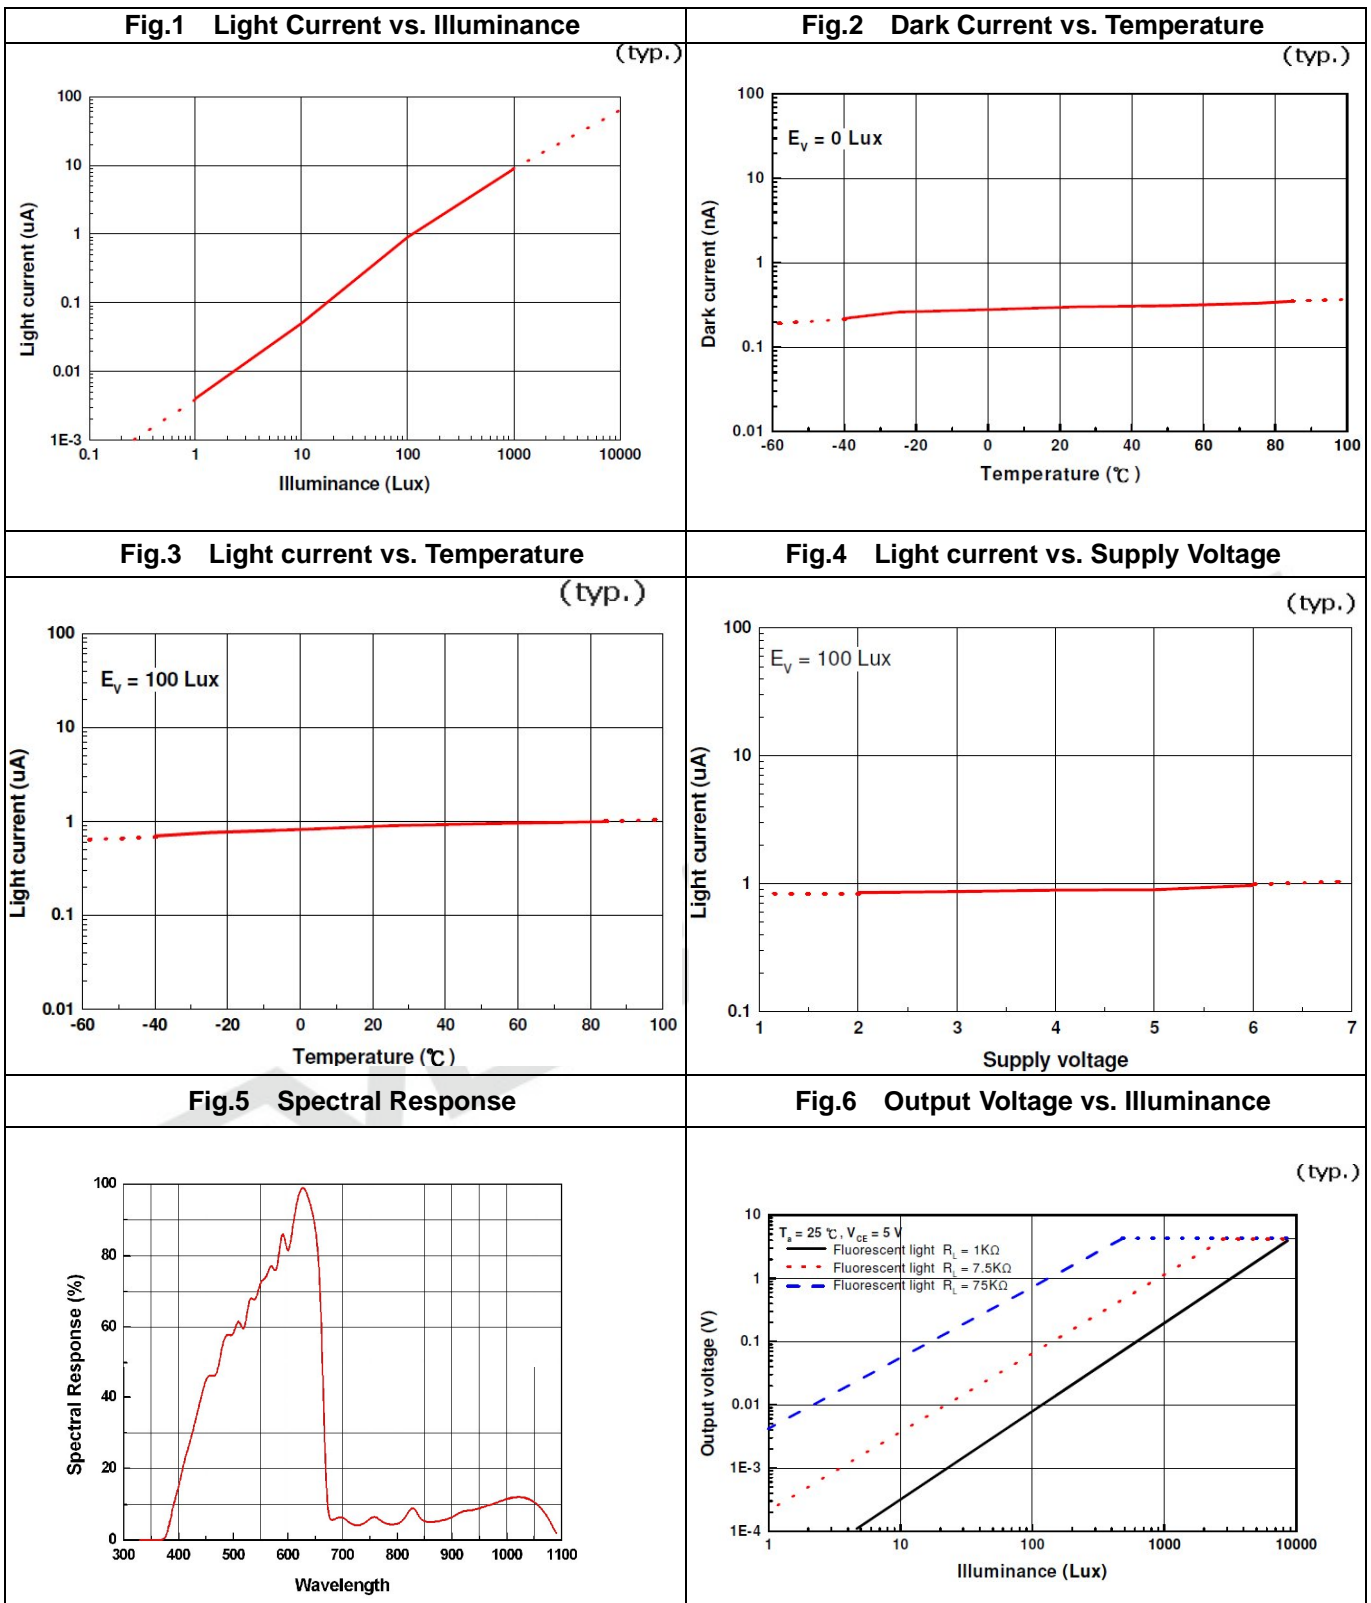 Fig.1 Light Current vs. Illuminance
(typ.)
100
10
1
0.1
0.01
1E-3
0.1 1 10 100 1000 10000
Light current (uA)
Illuminance (Lux)
Fig.2 Dark Current vs. Temperature
(typ.)
Ev = 0 Lux
100
10
1
0.1
0.01
-60 -40 -20 0 20 40 60 80 100
Dark current (nA)
Temperature (℃)
Fig.3 Light current vs. Temperature
(typ.)
Ev = 100 Lux
100
10
1
0.1
0.01
-60 -40 -20 0 20 40 60 80 100
Light current (uA)
Temperature (℃)
Fig.4 Light current vs. Supply Voltage
(typ.)
Ev = 100 Lux
100
10
1
0.1
1 2 3 4 5 6 7
Light current (uA)
Supply voltage
Fig.5 Spectral Response
100
80
60
40
20
0
300 400 500 600 700 800 900 1000 1100
Spectral Response (%)
Wavelength
Fig.6 Output Voltage vs. Illuminance
(typ.)
Ta = 25 ℃, VCE = 5 V
Fluorescent light RL = 1KΩ
Fluorescent light RL = 7.5KΩ
Fluorescent light RL = 75KΩ
10
1
0.1
0.01
1E-3
1E-4
1 10 100 1000 10000
Output voltage (V)
Illuminance (Lux)